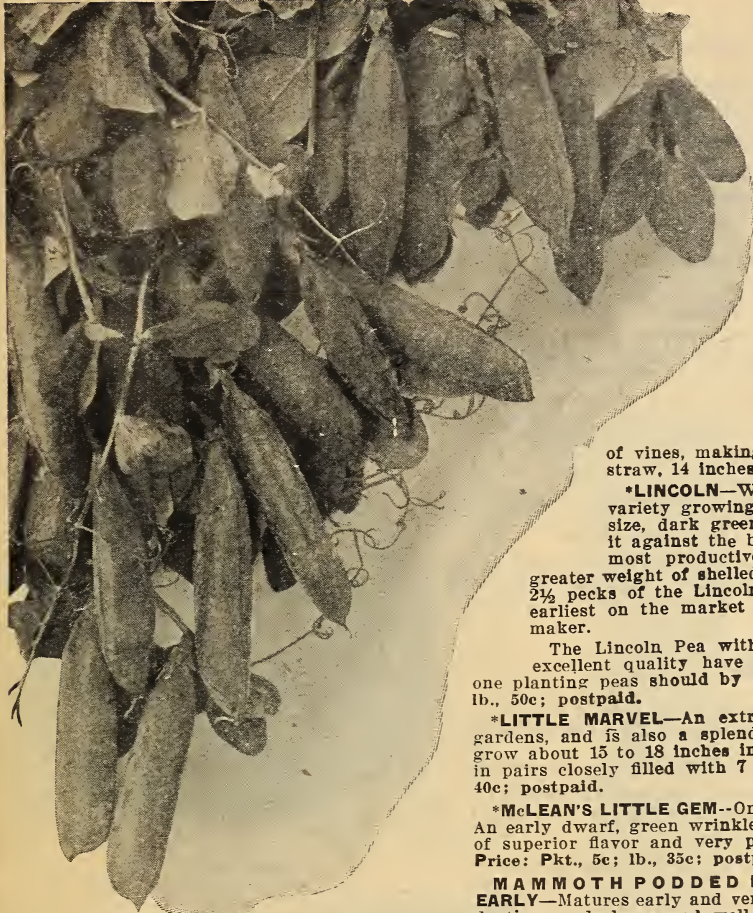 of vines, making
straw, 14 inches
*LINCOLN—W
variety growing
size, dark green
it against the b
most productive
greater weight of shelled
2½ pecks of the Lincoln
earliest on the market
maker.
The Lincoln Pea with
excellent quality have
one planting peas should by
lb., 50c; postpaid.
*LITTLE MARVEL—An extr
gardens, and is also a splend
grow about 15 to 18 inches in
in pairs closely filled with 7
40c; postpaid.
*McLEAN'S LITTLE GEM--Or
An early dwarf, green wrinkle
of superior flavor and very p
Price: Pkt., 5c; lb., 35c; post
MAMMOTH PODDED
EARLY—Matures early and ver